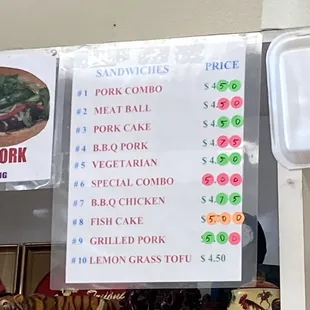 SANDWICHES PRICE
#1 PORK COMBO $4.50
#2 MEAT BALL $4.50
#3 PORK CAKE $4.50
#4 B.B.Q PORK $4.75
#5 VEGETARIAN $4.50
#6 SPECIAL COMBO 5.00
#7 B.B.Q CHICKEN $4.75
#8 FISH CAKE $5.00
#9 GRILLED PORK 5.00
#10 LEMON GRASS TOFU $4.50
ORK